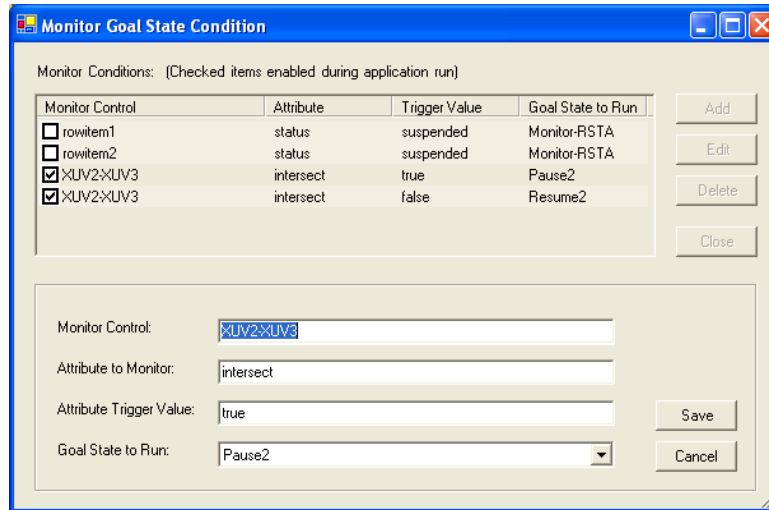 Monitor Goal State Condition
Monitor Conditions: (Checked items enabled during application run)
Monitor Control Attribute Trigger Value Goal State to Run Add
rowitem1 status suspended Monitor-RSTA
rowitem2 status suspended Monitor-RSTA Edit
XUV2-XUV3 intersect true Pause2
XUV2-XUV3 intersect false Resume2 Delete
Close
Monitor Control: XUV2-XUV3
Attribute to Monitor: intersect
Attribute Trigger Value: true Save
Goal State to Run: Pause2 Cancel